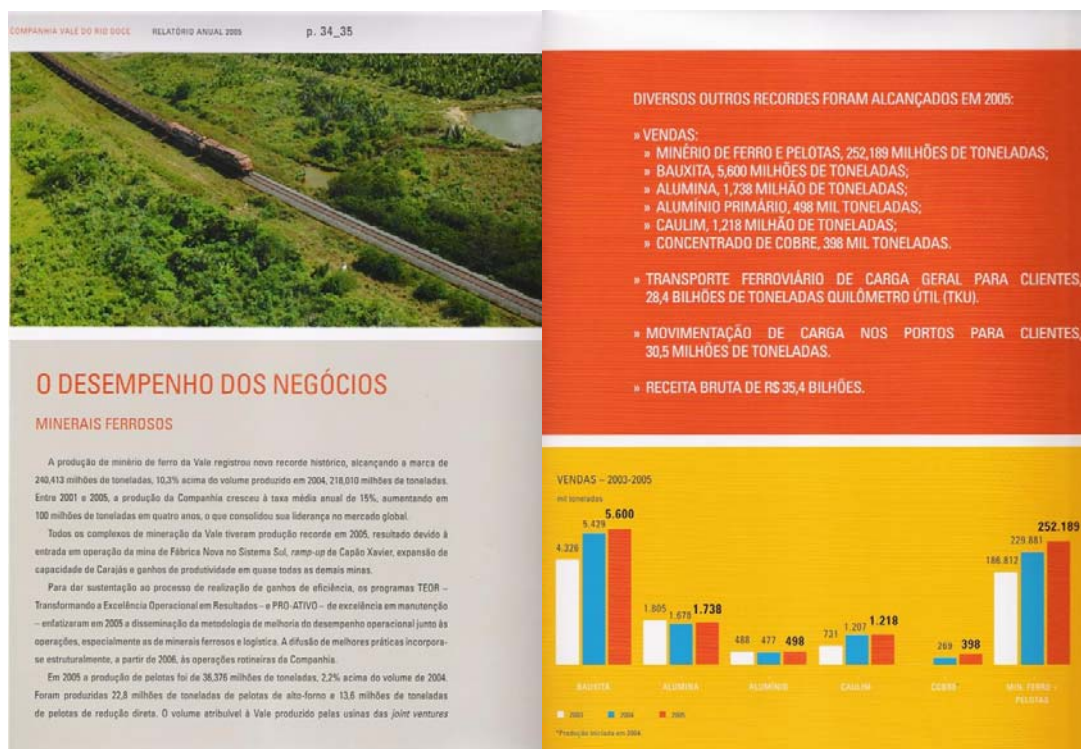 COMPANHIA VALE DO RIO DOCE RELATÓRIO ANUAL 2005 p. 34_35
O DESEMPENHO DOS NEGÓCIOS
MINERAIS FERROSOS
A produção de minério de ferro da Vale registrou novo recorde histórico, alcançando a marca de
240,413 milhões de toneladas, 10,3% acima do volume produzido em 2004, 218,010 milhões de toneladas.
Entre 2001 e 2005, a produção da Companhia cresceu à taxa média anual de 15%, aumentando em
100 milhões de toneladas em quatro anos, o que consolidou sua liderança no mercado global.
Todos os complexos de mineração da Vale tiveram produção recorde em 2005, resultado devido à
entrada em operação da mina de Fábrica Nova no Sistema Sul, ramp-up de Capão Xavier, expansão de
capacidade de Carajás e ganhos de produtividade em quase todas as demais minas.
Para dar sustentação ao processo de realização de ganhos de eficiência, os programas TEOR –
Transformando a Excelência Operacional em Resultados – e PRO-ATIVO – de excelência em manutenção
– enfatizaram em 2005 a disseminação da metodologia de melhoria do desempenho operacional junto às
operações, especialmente as de minerais ferrosos e logística. A difusão de melhores práticas incorpora-
se estruturalmente, a partir de 2006, às operações rotineiras da Companhia.
Em 2005 a produção de pelotas foi de 36,376 milhões de toneladas, 2,2% acima do volume de 2004.
Foram produzidas 22,8 milhões de toneladas de pelotas de alto-forno e 13,6 milhões de toneladas
de pelotas de redução direta. O volume atribuível à Vale produzido pelas usinas das joint ventures
DIVERSOS OUTROS RECORDES FORAM ALCANÇADOS EM 2005:
» VENDAS:
» MINÉRIO DE FERRO E PELOTAS, 252,189 MILHÕES DE TONELADAS;
» BAUXITA, 5,600 MILHÕES DE TONELADAS;
» ALUMINA, 1,738 MILHÃO DE TONELADAS;
» ALUMÍNIO PRIMÁRIO, 498 MIL TONELADAS;
» CAULIM, 1,218 MILHÃO DE TONELADAS;
» CONCENTRADO DE COBRE, 398 MIL TONELADAS.
» TRANSPORTE FERROVIÁRIO DE CARGA GERAL PARA CLIENTES,
28,4 BILHÕES DE TONELADAS QUILÔMETRO ÚTIL (TKU).
» MOVIMENTAÇÃO DE CARGA NOS PORTOS PARA CLIENTES,
30,5 MILHÕES DE TONELADAS.
» RECEITA BRUTA DE R$ 35,4 BILHÕES.
VENDAS – 2003-2005
mil toneladas
4.328 5.429 5.600
1.805 1.678 1.738
488 477 498
731 1.207 1.218
269 398
186.812 229.881 252.189
BAUXITA ALUMINA ALUMÍNIO CAULIM COBRE MIN. FERRO +
PELOTAS
2003 2004 2005
*Produção iniciada em 2004.